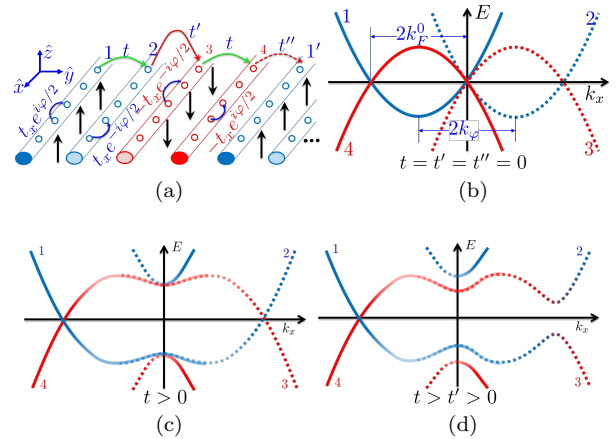 ẑ
x̂
ŷ
1 t 2 t′ 3 t 4 t″ 1′
t_x e^{iφ/2}
t_x e^{-iφ/2}
-t_x e^{-iφ/2}
-t_x e^{iφ/2}
...
(a)
1 E 2
2k_F^0
k_x
2k_φ
4 3
t = t′ = t″ = 0
(b)
1 E 2
k_x
4 3
t > 0
(c)
1 E 2
k_x
4 3
t > t′ > 0
(d)